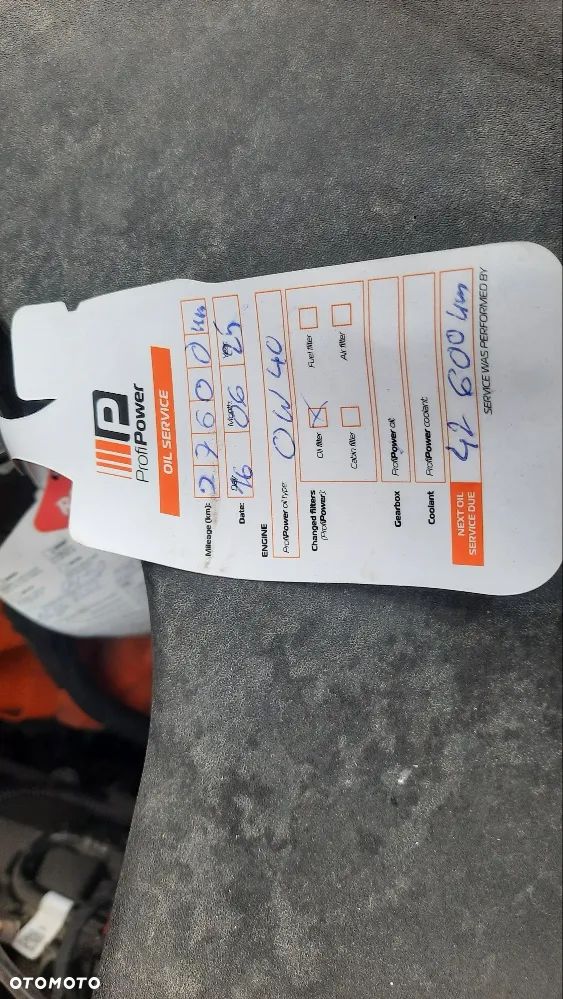 ProfiPower
OIL SERVICE
Mileage (km): 27600 km
Date: Day 16 Month 06 Year 25
ENGINE
ProfiPower oil type: 0W40
Changed filters (ProfiPower):
Oil filter X Fuel filter
Cabin filter Air filter
Gearbox ProfiPower oil:
Coolant ProfiPower coolant:
NEXT OIL
SERVICE DUE 42 600 km
SERVICE WAS PERFORMED BY
OTOMOTO